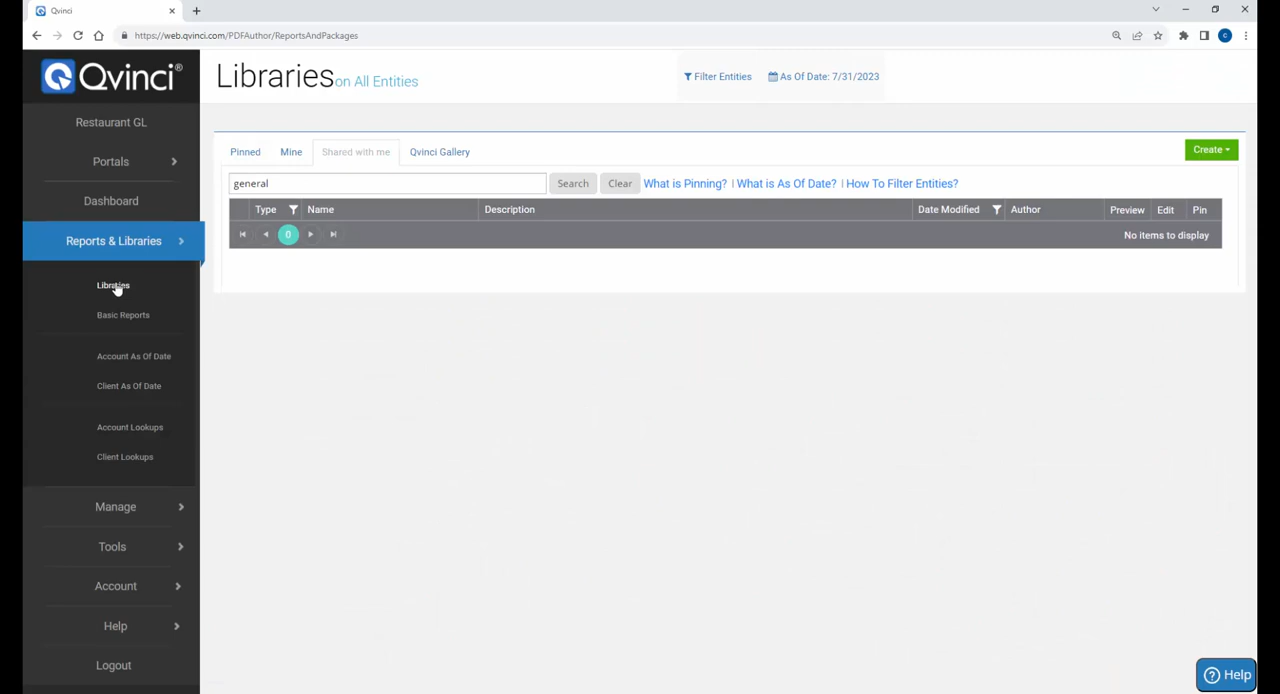 Qvinci
https://web.qvinci.com/PDFAuthor/ReportsAndPackages
C
Qvinci®
Restaurant GL
Portals
Dashboard
Reports & Libraries
Libraries
Basic Reports
Account As Of Date
Client As Of Date
Account Lookups
Client Lookups
Manage
Tools
Account
Help
Logout
Libraries on All Entities
Filter Entities As Of Date: 7/31/2023
Pinned Mine Shared with me Qvinci Gallery Create
general Search Clear What is Pinning? | What is As Of Date? | How To Filter Entities?
Type Name Description Date Modified Author Preview Edit Pin
0 No items to display
Help